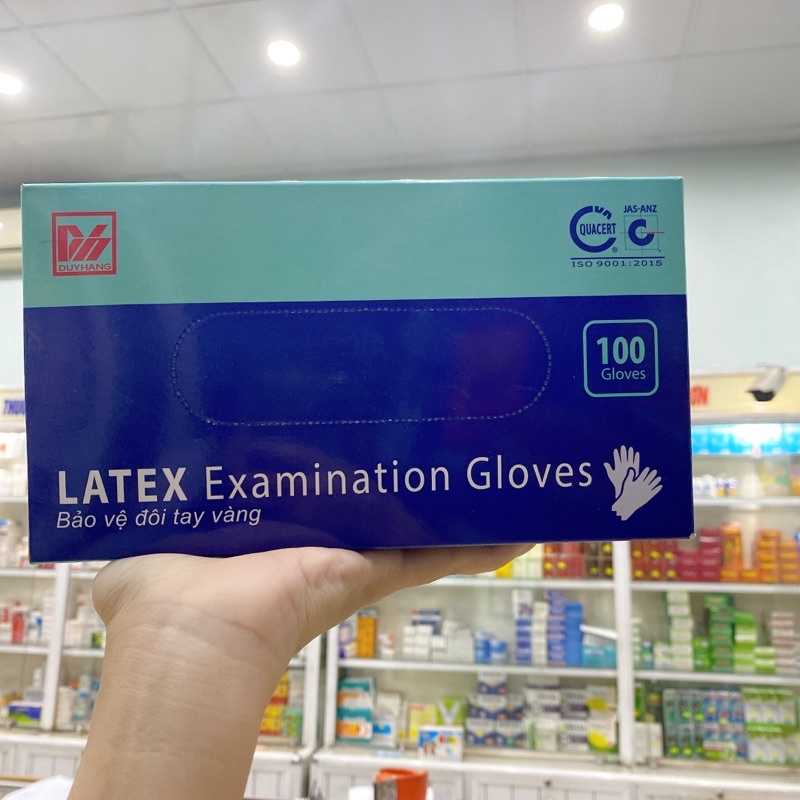 DUYHANG
QUACERT
JAS-ANZ
ISO 9001:2015
100
Gloves
LATEX Examination Gloves
Bảo vệ đôi tay vàng